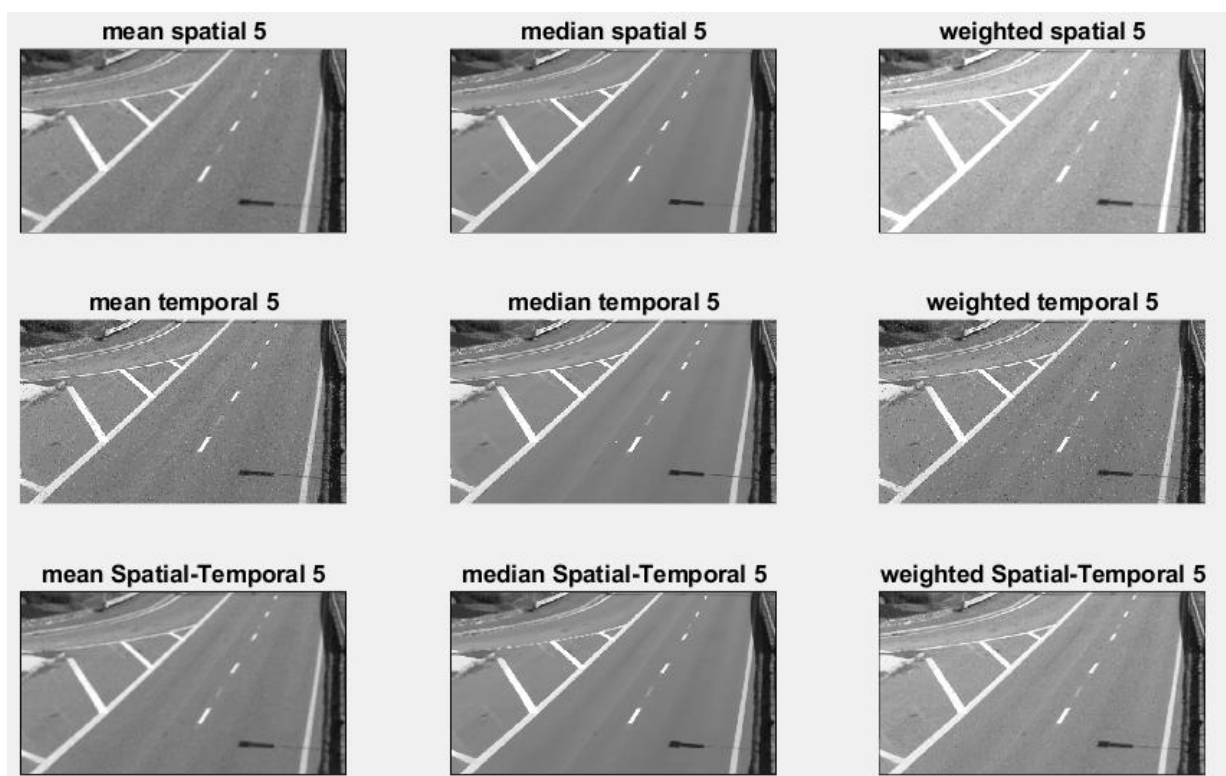 mean spatial 5
median spatial 5
weighted spatial 5
mean temporal 5
median temporal 5
weighted temporal 5
mean Spatial-Temporal 5
median Spatial-Temporal 5
weighted Spatial-Temporal 5